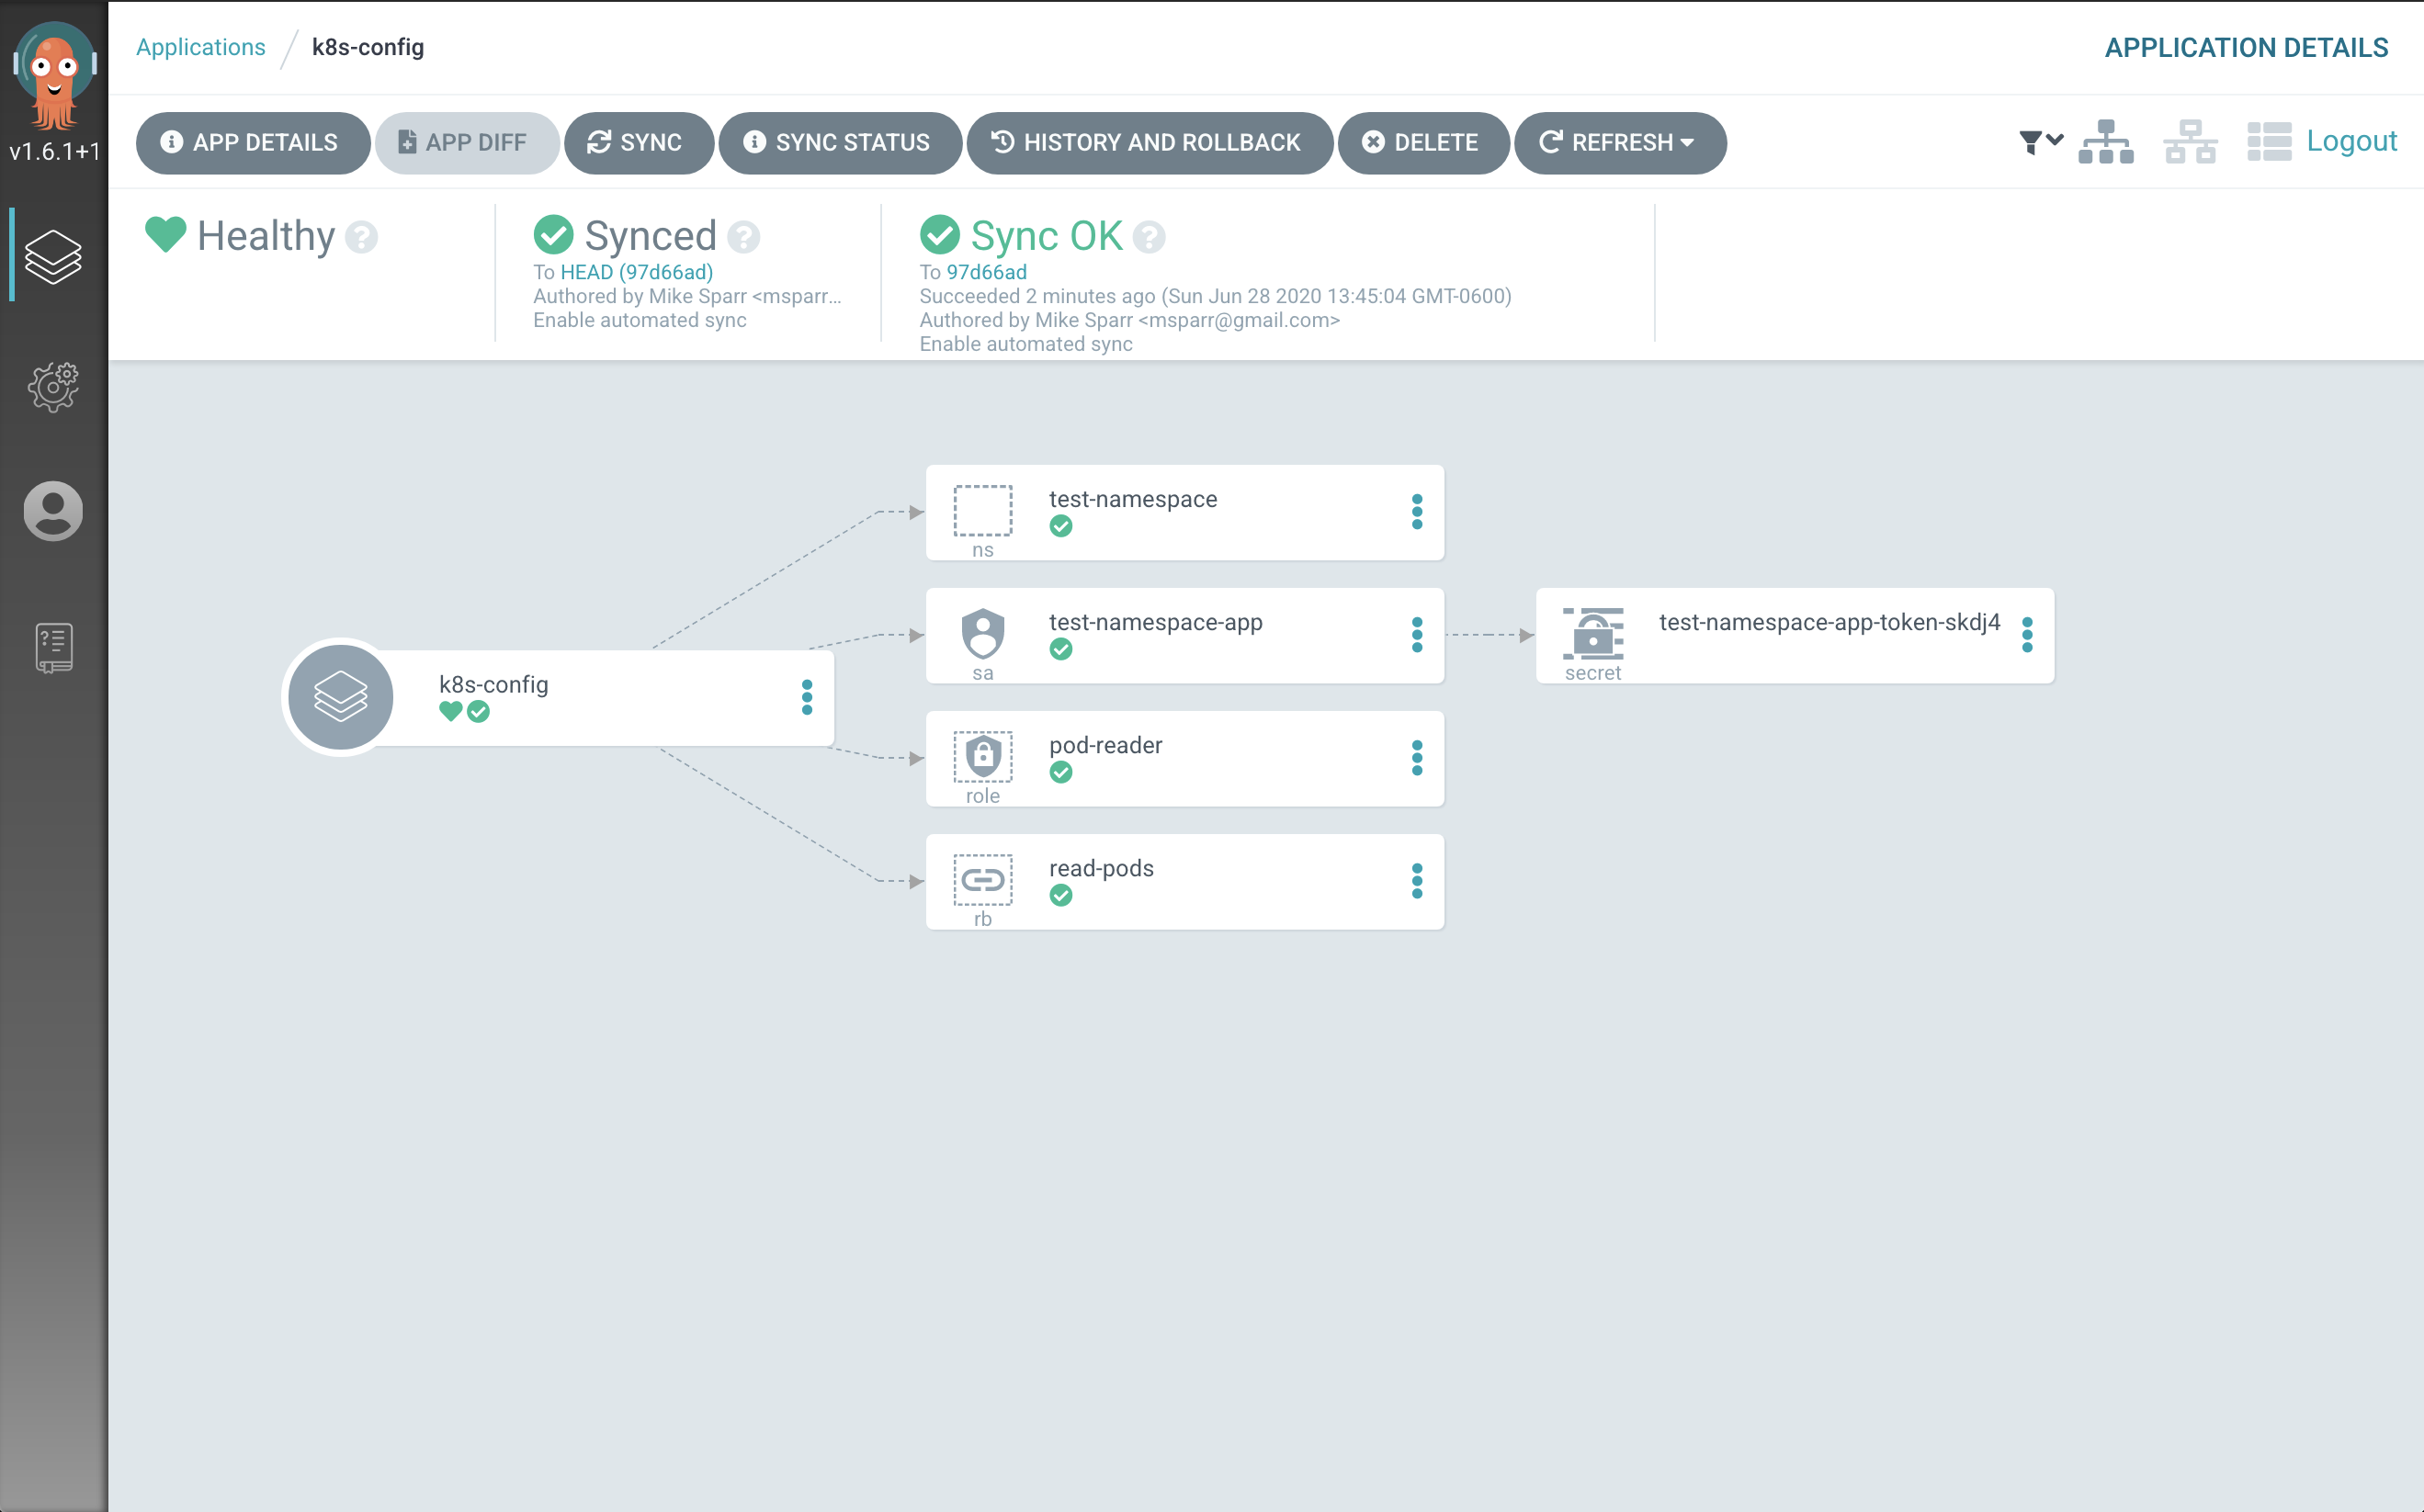 Applications / k8s-config
APPLICATION DETAILS
v1.6.1+1
APP DETAILS
APP DIFF
SYNC
SYNC STATUS
HISTORY AND ROLLBACK
DELETE
REFRESH
Logout
Healthy
Synced
To HEAD (97d66ad)
Authored by Mike Sparr <msparr...
Enable automated sync
Sync OK
To 97d66ad
Succeeded 2 minutes ago (Sun Jun 28 2020 13:45:04 GMT-0600)
Authored by Mike Sparr <msparr@gmail.com>
Enable automated sync
k8s-config
test-namespace
ns
test-namespace-app
sa
test-namespace-app-token-skdj4
secret
pod-reader
role
read-pods
rb